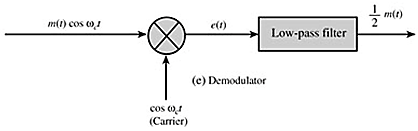 m(t) cos ω_c t
e(t)
Low-pass filter
1/2 m(t)
(e) Demodulator
cos ω_c t
(Carrier)